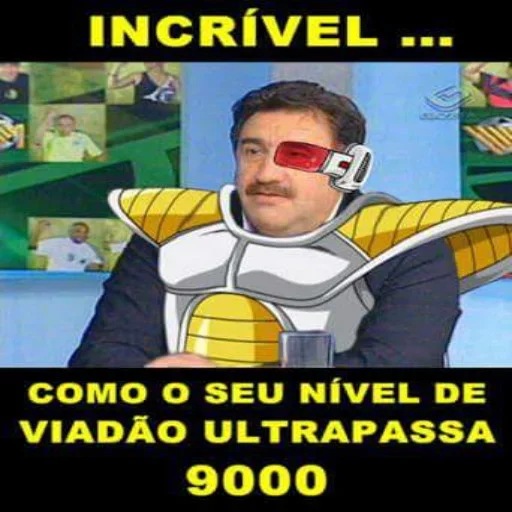 INCRÍVEL ...
COMO O SEU NÍVEL DE
VIADÃO ULTRAPASSA
9000